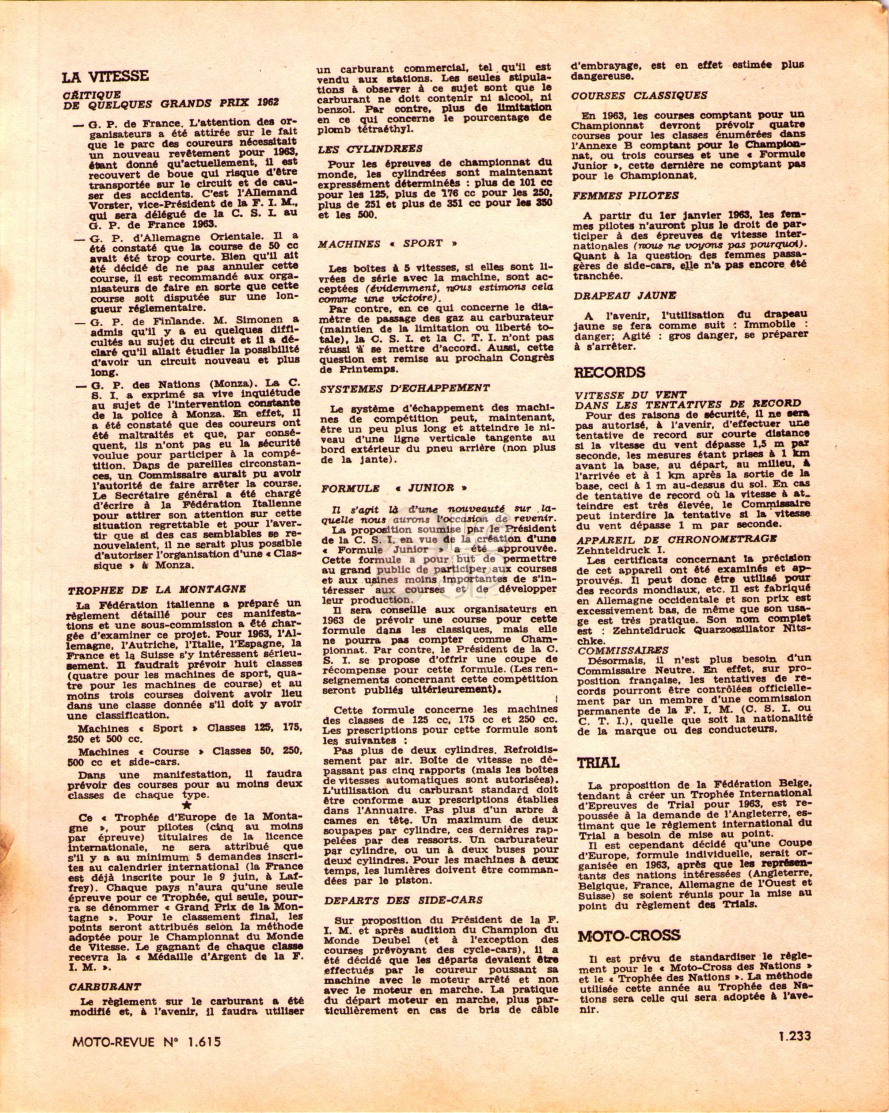 LA VITESSE
CRITIQUE
DE QUELQUES GRANDS PRIX 1962
— G. P. de France. L'attention des or-
ganisateurs a été attirée sur le fait
que le parc des coureurs nécessitait
un nouveau revêtement pour 1963,
étant donné qu'actuellement, il est
recouvert de boue qui risque d'être
transportée sur le circuit et de cau-
ser des accidents. C'est l'Allemand
Vorster, vice-Président de la F. I. M.,
qui sera délégué de la C. S. I. au
G. P. de France 1963.
— G. P. d'Allemagne Orientale. Il a
été constaté que la course de 50 cc
avait été trop courte. Bien qu'il ait
été décidé de ne pas annuler cette
course, il est recommandé aux orga-
nisateurs de faire en sorte que cette
course soit disputée sur une lon-
gueur réglementaire.
— G. P. de Finlande. M. Simonen a
admis qu'il y a eu quelques diffi-
cultés au sujet du circuit et il a dé-
claré qu'il allait étudier la possibilité
d'avoir un circuit nouveau et plus
long.
— G. P. des Nations (Monza). La C.
S. I. a exprimé sa vive inquiétude
au sujet de l'intervention constante
de la police à Monza. En effet, il
a été constaté que des coureurs ont
été maltraités et que, par consé-
quent, ils n'ont pas eu la sécurité
voulue pour participer à la compé-
tition. Dans de pareilles circonstan-
ces, un Commissaire aurait pu avoir
l'autorité de faire arrêter la course.
Le Secrétaire général a été chargé
d'écrire à la Fédération Italienne
pour attirer son attention sur cette
situation regrettable et pour l'aver-
tir que si des cas semblables se re-
nouvelaient, il ne serait plus possible
d'autoriser l'organisation d'une « Clas-
sique » à Monza.
TROPHEE DE LA MONTAGNE
La Fédération italienne a préparé un
règlement détaillé pour ces manifesta-
tions et une sous-commission a été char-
gée d'examiner ce projet. Pour 1963, l'Al-
lemagne, l'Autriche, l'Italie, l'Espagne, la
France et la Suisse s'y intéressent sérieu-
sement. Il faudrait prévoir huit classes
(quatre pour les machines de sport, qua-
tre pour les machines de course) et au
moins trois courses doivent avoir lieu
dans une classe donnée s'il doit y avoir
une classification.
Machines « Sport » Classes 125, 175,
250 et 500 cc.
Machines « Course » Classes 50, 250,
500 cc et side-cars.
Dans une manifestation, il faudra
prévoir des courses pour au moins deux
classes de chaque type.
★
Ce « Trophée d'Europe de la Monta-
gne », pour pilotes (cinq au moins
par épreuve) titulaires de la licence
internationale, ne sera attribué que
s'il y a au minimum 5 demandes inscri-
tes au calendrier international (la France
est déjà inscrite pour le 9 juin, à Laf-
frey). Chaque pays n'aura qu'une seule
épreuve pour ce Trophée, qui seule, pour-
ra se dénommer « Grand Prix de la Mon-
tagne ». Pour le classement final, les
points seront attribués selon la méthode
adoptée pour le Championnat du Monde
de Vitesse. Le gagnant de chaque classe
recevra la « Médaille d'Argent de la F.
I. M. ».
CARBURANT
Le règlement sur le carburant a été
modifié et, à l'avenir, il faudra utiliser
un carburant commercial, tel qu'il est
vendu aux stations. Les seules stipula-
tions à observer à ce sujet sont que le
carburant ne doit contenir ni alcool, ni
benzol. Par contre, plus de limitation
en ce qui concerne le pourcentage de
plomb tétraéthyl.
LES CYLINDREES
Pour les épreuves de championnat du
monde, les cylindrées sont maintenant
expressément déterminées : plus de 101 cc
pour les 125, plus de 176 cc pour les 250,
plus de 251 et plus de 351 cc pour les 350
et les 500.
MACHINES « SPORT »
Les boîtes à 5 vitesses, si elles sont li-
vrées de série avec la machine, sont ac-
ceptées (évidemment, nous estimons cela
comme une victoire).
Par contre, en ce qui concerne le dia-
mètre de passage des gaz au carburateur
(maintien de la limitation ou liberté to-
tale), la C. S. I. et la C. T. I. n'ont pas
réussi à se mettre d'accord. Aussi, cette
question est remise au prochain Congrès
de Printemps.
SYSTEMES D'ECHAPPEMENT
Le système d'échappement des machi-
nes de compétition peut, maintenant,
être un peu plus long et atteindre le ni-
veau d'une ligne verticale tangente au
bord extérieur du pneu arrière (non plus
de la jante).
FORMULE « JUNIOR »
Il s'agit là d'une nouveauté sur la-
quelle nous aurons l'occasion de revenir.
La proposition soumise par le Président
de la C. S. I. en vue de la création d'une
« Formule Junior » a été approuvée.
Cette formule a pour but de permettre
au grand public de participer aux courses
et aux usines moins importantes de s'in-
téresser aux courses et de développer
leur production.
Il sera conseillé aux organisateurs en
1963 de prévoir une course pour cette
formule dans les classiques, mais elle
ne pourra pas compter comme Cham-
pionnat. Par contre, le Président de la C.
S. I. se propose d'offrir une coupe de
récompense pour cette formule. (Les ren-
seignements concernant cette compétition
seront publiés ultérieurement).
Cette formule concerne les machines
des classes de 125 cc, 175 cc et 250 cc.
Les prescriptions pour cette formule sont
les suivantes :
Pas plus de deux cylindres. Refroidis-
sement par air. Boîte de vitesse ne dé-
passant pas cinq rapports (mais les boîtes
de vitesses automatiques sont autorisées).
L'utilisation du carburant standard doit
être conforme aux prescriptions établies
dans l'Annuaire. Pas plus d'un arbre à
cames en tête. Un maximum de deux
soupapes par cylindre, ces dernières rap-
pelées par des ressorts. Un carburateur
par cylindre, ou un à deux buses pour
deux cylindres. Pour les machines à deux
temps, les lumières doivent être comman-
dées par le piston.
DEPARTS DES SIDE-CARS
Sur proposition du Président de la F.
I. M. et après audition du Champion du
Monde Deubel (et à l'exception des
courses prévoyant des cycle-cars), il a
été décidé que les départs devaient être
effectués par le coureur poussant sa
machine avec le moteur arrêté et non
avec le moteur en marche. La pratique
du départ moteur en marche, plus par-
ticulièrement en cas de bris de câble
d'embrayage, est en effet estimée plus
dangereuse.
COURSES CLASSIQUES
En 1963, les courses comptant pour un
Championnat devront prévoir quatre
courses pour les classes énumérées dans
l'Annexe B comptant pour le Champion-
nat, ou trois courses et une « Formule
Junior », cette dernière ne comptant pas
pour le Championnat.
FEMMES PILOTES
A partir du 1er janvier 1963, les fem-
mes pilotes n'auront plus le droit de par-
ticiper à des épreuves de vitesse inter-
nationales (nous ne voyons pas pourquoi).
Quant à la question des femmes passa-
gères de side-cars, elle n'a pas encore été
tranchée.
DRAPEAU JAUNE
A l'avenir, l'utilisation du drapeau
jaune se fera comme suit : Immobile :
danger; Agité : gros danger, se préparer
à s'arrêter.
RECORDS
VITESSE DU VENT
DANS LES TENTATIVES DE RECORD
Pour des raisons de sécurité, il ne sera
pas autorisé, à l'avenir, d'effectuer une
tentative de record sur courte distance
si la vitesse du vent dépasse 1,5 m par
seconde, les mesures étant prises à 1 km
avant la base, au départ, au milieu, à
l'arrivée et à 1 km après la sortie de la
base, ceci à 1 m au-dessus du sol. En cas
de tentative de record où la vitesse à at-
teindre est très élevée, le Commissaire
peut interdire la tentative si la vitesse
du vent dépasse 1 m par seconde.
APPAREIL DE CHRONOMETRAGE
Zehnteldruck I.
Les certificats concernant la précision
de cet appareil ont été examinés et ap-
prouvés. Il peut donc être utilisé pour
des records mondiaux, etc. Il est fabriqué
en Allemagne occidentale et son prix est
excessivement bas, de même que son usa-
ge est très pratique. Son nom complet
est : Zehnteldruck Quarzoszillator Nits-
chke.
COMMISSAIRES
Désormais, il n'est plus besoin d'un
Commissaire Neutre. En effet, sur pro-
position française, les tentatives de re-
cords pourront être contrôlées officielle-
ment par un membre d'une commission
permanente de la F. I. M. (C. S. I. ou
C. T. I.), quelle que soit la nationalité
de la marque ou des conducteurs.
TRIAL
La proposition de la Fédération Belge,
tendant à créer un Trophée International
d'Epreuves de Trial pour 1963, est re-
poussée à la demande de l'Angleterre, es-
timant que le règlement international du
Trial a besoin de mise au point.
Il est cependant décidé qu'une Coupe
d'Europe, formule individuelle, serait or-
ganisée en 1963, après que les représen-
tants des nations intéressées (Angleterre,
Belgique, France, Allemagne de l'Ouest et
Suisse) se soient réunis pour la mise au
point du règlement des Trials.
MOTO-CROSS
Il est prévu de standardiser le règle-
ment pour le « Moto-Cross des Nations »
et le « Trophée des Nations ». La méthode
utilisée cette année au Trophée des Na-
tions sera celle qui sera adoptée à l'ave-
nir.
MOTO-REVUE N° 1.615
1.233